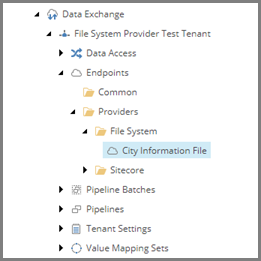 Data Exchange
File System Provider Test Tenant
Data Access
Endpoints
Common
Providers
File System
City Information File
Sitecore
Pipeline Batches
Pipelines
Tenant Settings
Value Mapping Sets